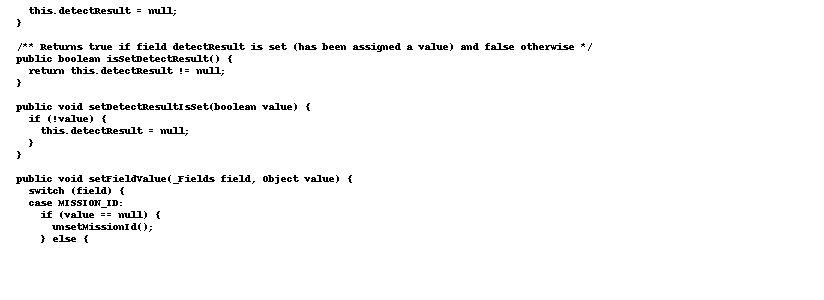 this.detectResult = null;
}
/** Returns true if field detectResult is set (has been assigned a value) and false otherwise */
public boolean isSetDetectResult() {
return this.detectResult != null;
}
public void setDetectResultIsSet(boolean value) {
if (!value) {
this.detectResult = null;
}
}
public void setFieldValue(_Fields field, Object value) {
switch (field) {
case MISSION_ID:
if (value == null) {
unsetMissionId();
} else {